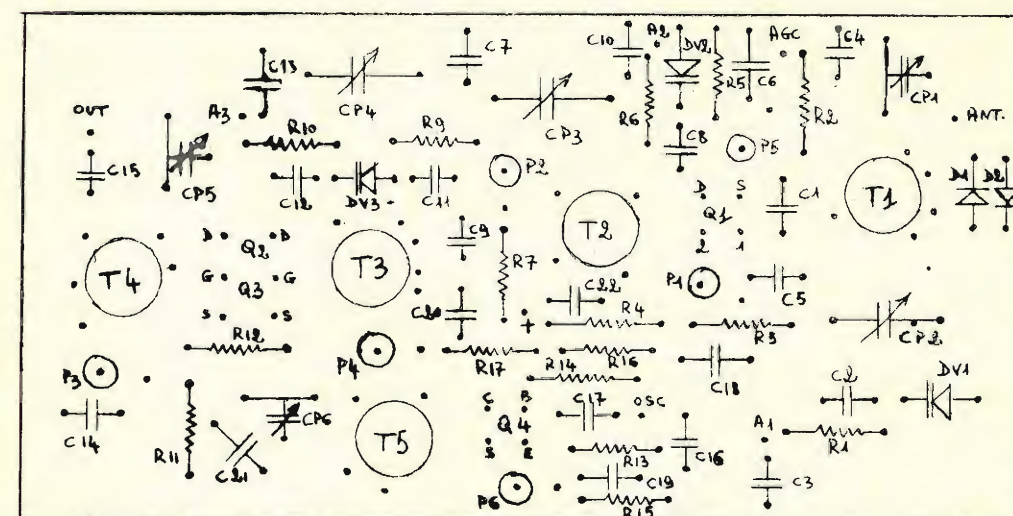 C13
C7
C10
A2
DV2
AGC
C4
CP4
CP3
R6
R5
C6
R2
CP1
OUT
A3
R10
R9
C8
P5
ANT.
C15
CP5
C12
DV3
C11
P2
D
S
Q1
2
1
C1
T1
D1
D2
T4
D
Q2
D
G
Q3
G
S
S
T3
C9
R7
T2
P1
C5
C22
R12
C20
+
R4
R3
CP2
P3
P4
R17
R16
C18
R14
C2
DV1
C14
R11
C21
CP6
T5
C
B
Q4
S
E
C17
OSC
R13
C16
A1
R1
P6
C19
R15
C3